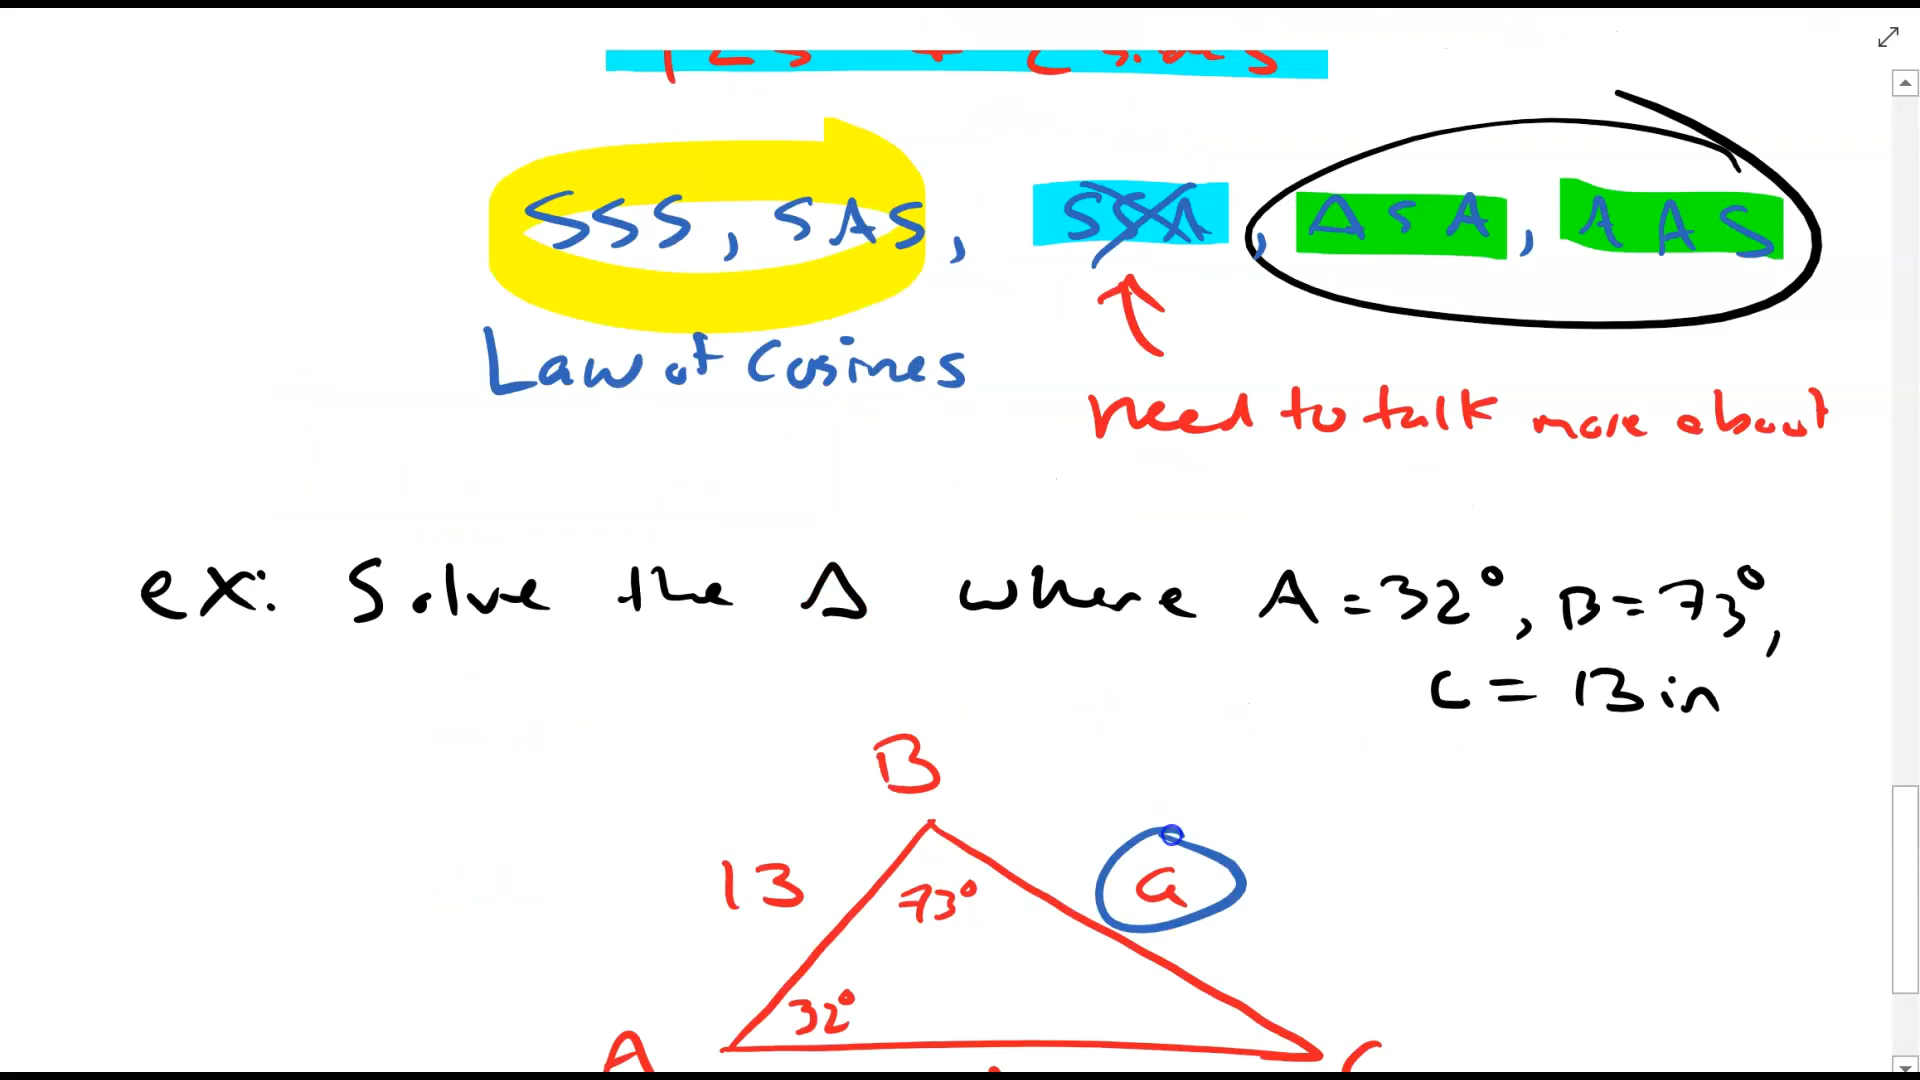 SSS, SAS, SSA, ASA, AAS
Law of Cosines
need to talk more about
ex: Solve the Δ where A = 32°, B = 73°,
c = 13 in
B
13
73°
a
32°
A
C